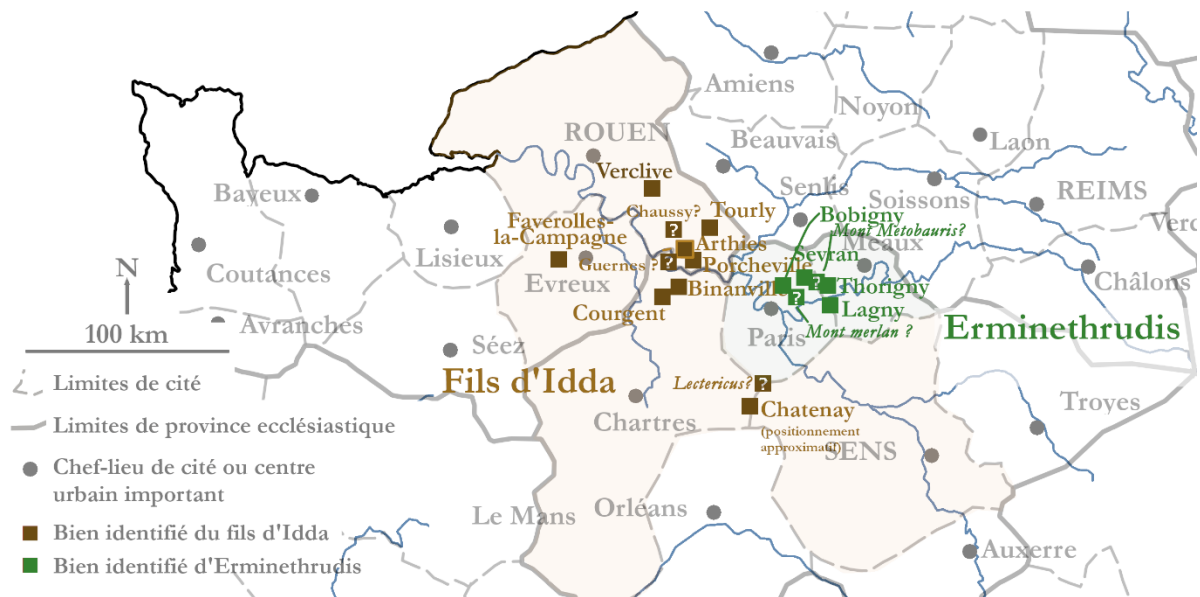 Amiens
Noyon
Laon
ROUEN
Beauvais
Verclive
Senlis
Soissons
REIMS
Bayeux
Chaussy?
Tourly
Bobigny
Mont Metobauris?
Verd
Faverolles-
la-Campagne
Lisieux
Arthies
Sevran
Meaux
Coutances
Guernes ?
Porcheville
?
?
?
?
?
Evreux
Binanville
Thorigny
Châlons
N
Courgent
Lagny
Avranches
100 km
Paris
Mont merlan ?
Erminethrudis
Séez
Fils d'Idda
Lectericus?
Limites de cité
Chartres
Chatenay
(positionnement
approximatif)
Troyes
Limites de province ecclésiastique
SENS
Chef-lieu de cité ou centre
urbain important
Orléans
Le Mans
Bien identifié du fils d'Idda
Auxerre
Bien identifié d'Erminethrudis